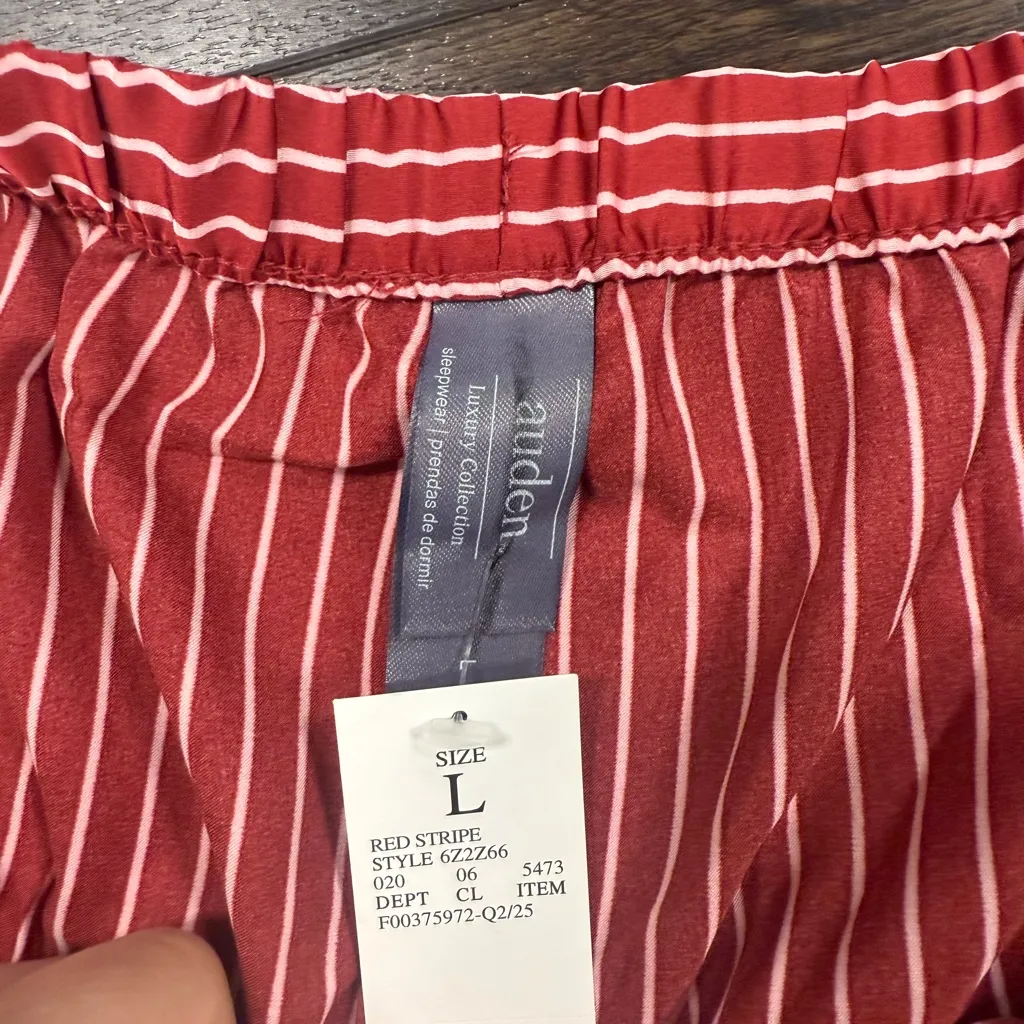 auden
Luxury Collection
sleepwear | prendas de dormir
L
SIZE
L
RED STRIPE
STYLE 6Z2Z66
020 06 5473
DEPT CL ITEM
F00375972-Q2/25